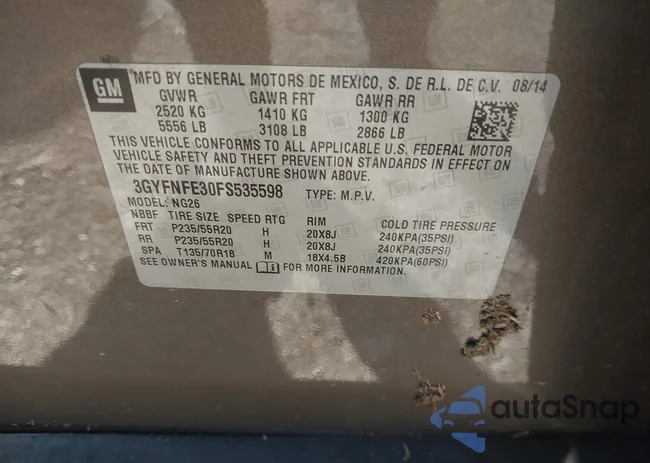 GM
MFD BY GENERAL MOTORS DE MEXICO, S. DE R.L. DE C.V. 08/14
GVWR GAWR FRT GAWR RR
2520 KG 1410 KG 1300 KG
5556 LB 3108 LB 2866 LB
THIS VEHICLE CONFORMS TO ALL APPLICABLE U.S. FEDERAL MOTOR
VEHICLE SAFETY AND THEFT PREVENTION STANDARDS IN EFFECT ON
THE DATE OF MANUFACTURE SHOWN ABOVE.
3GYFNFE30FS535598 TYPE: M.P.V.
MODEL: NG26
NBBF TIRE SIZE SPEED RTG RIM COLD TIRE PRESSURE
FRT P235/55R20 H 20X8J 240KPA(35PSI)
RR P235/55R20 H 20X8J 240KPA(35PSI)
SPA T135/70R18 M 18X4.5B 420KPA(60PSI)
SEE OWNER'S MANUAL FOR MORE INFORMATION.
autoSnap